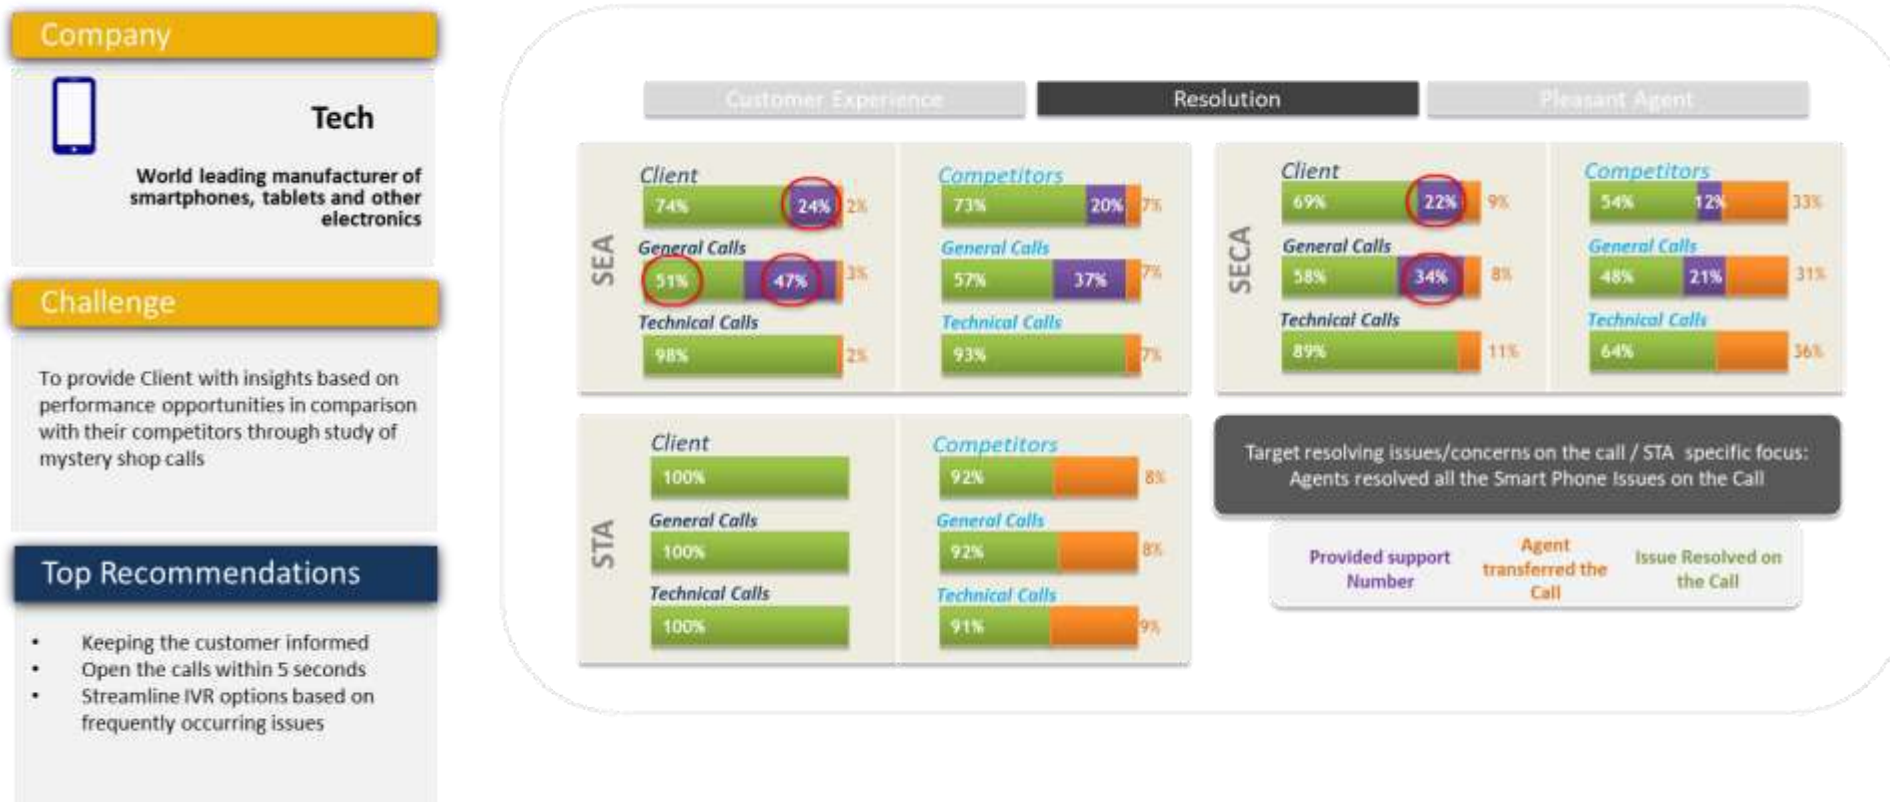 Company
Tech
World leading manufacturer of
smartphones, tablets and other
electronics
Challenge
To provide Client with insights based on
performance opportunities in comparison
with their competitors through study of
mystery shop calls
Top Recommendations
• Keeping the customer informed
• Open the calls within 5 seconds
• Streamline IVR options based on
frequently occurring issues
Customer Experience
Resolution
Pleasant Agent
SEA
Client
74% 24% 2%
General Calls
51% 47% 3%
Technical Calls
98% 2%
Competitors
73% 20% 7%
General Calls
57% 37% 7%
Technical Calls
93% 7%
SECA
Client
69% 22% 9%
General Calls
58% 34% 8%
Technical Calls
89% 11%
Competitors
54% 12% 33%
General Calls
48% 21% 31%
Technical Calls
64% 36%
STA
Client
100%
General Calls
100%
Technical Calls
100%
Competitors
92% 8%
General Calls
92% 8%
Technical Calls
91% 9%
Target resolving issues/concerns on the call / STA specific focus:
Agents resolved all the Smart Phone Issues on the Call
Provided support
Number
Agent
transferred the
Call
Issue Resolved on
the Call